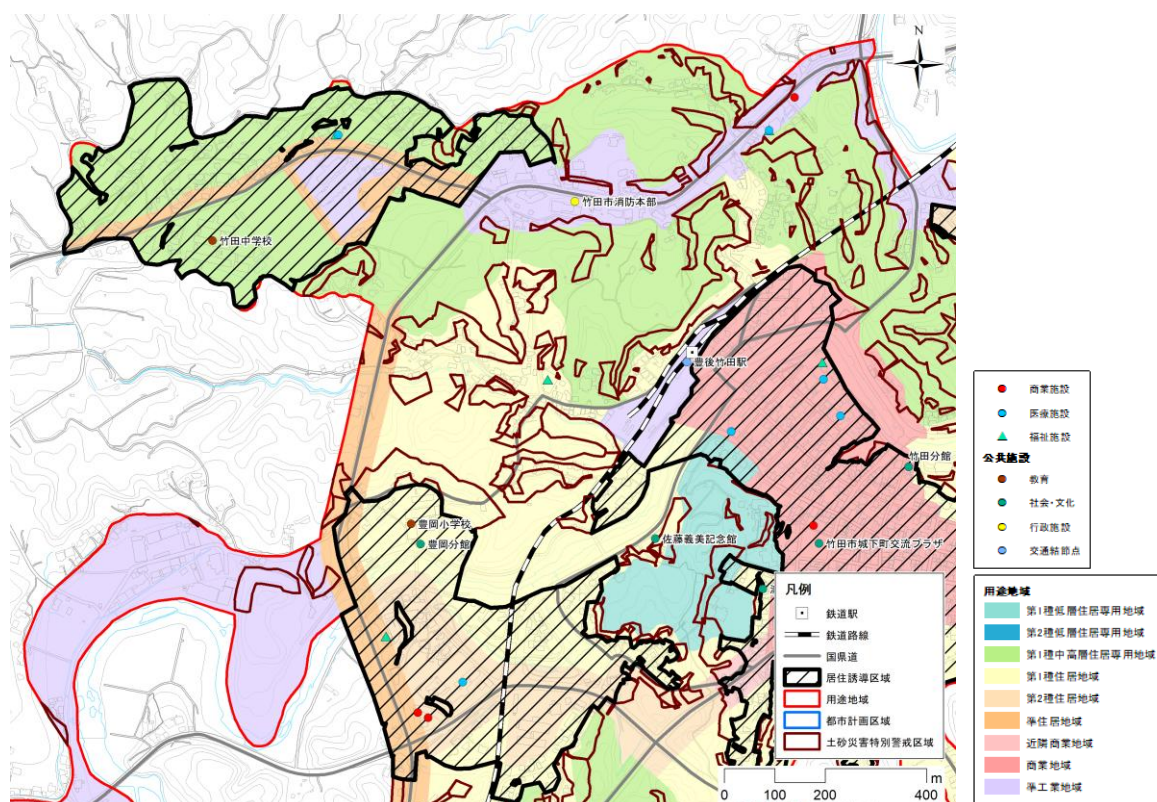 N
竹田市消防本部
竹田中学校
豊後竹田駅
竹田分館
豊岡小学校
豊岡分館
佐藤義美記念館
竹田市城下町交流プラザ
凡例
鉄道駅
鉄道路線
国県道
居住誘導区域
用途地域
都市計画区域
土砂災害特別警戒区域
m
0 100 200 400
商業施設
医療施設
福祉施設
公共施設
教育
社会・文化
行政施設
交通結節点
用途地域
第1種低層住居専用地域
第2種低層住居専用地域
第1種中高層住居専用地域
第1種住居地域
第2種住居地域
準住居地域
近隣商業地域
商業地域
準工業地域